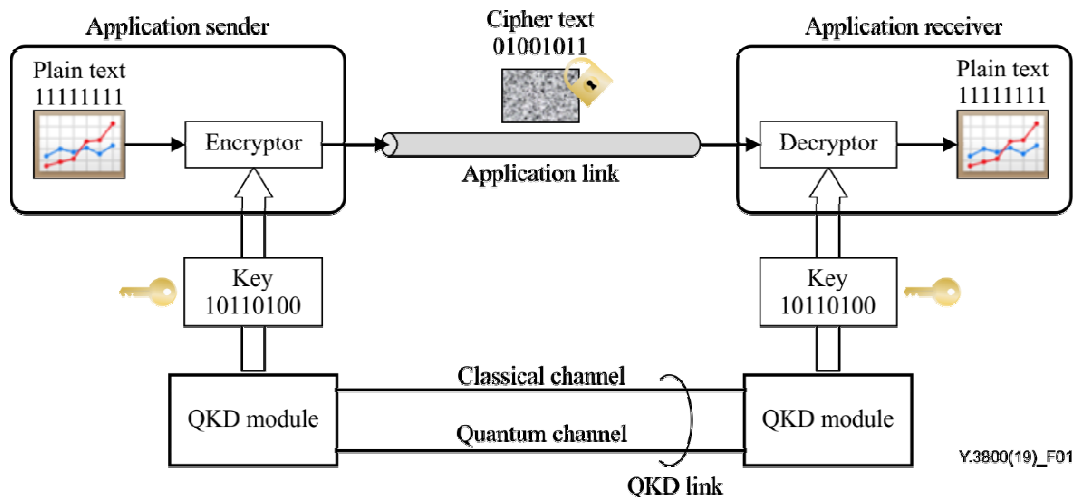 Application sender
Plain text
11111111
Encryptor
Key
10110100
QKD module
Cipher text
01001011
Application link
Application receiver
Plain text
11111111
Decryptor
Key
10110100
QKD module
Classical channel
Quantum channel
QKD link
Y.3800(19)_F01